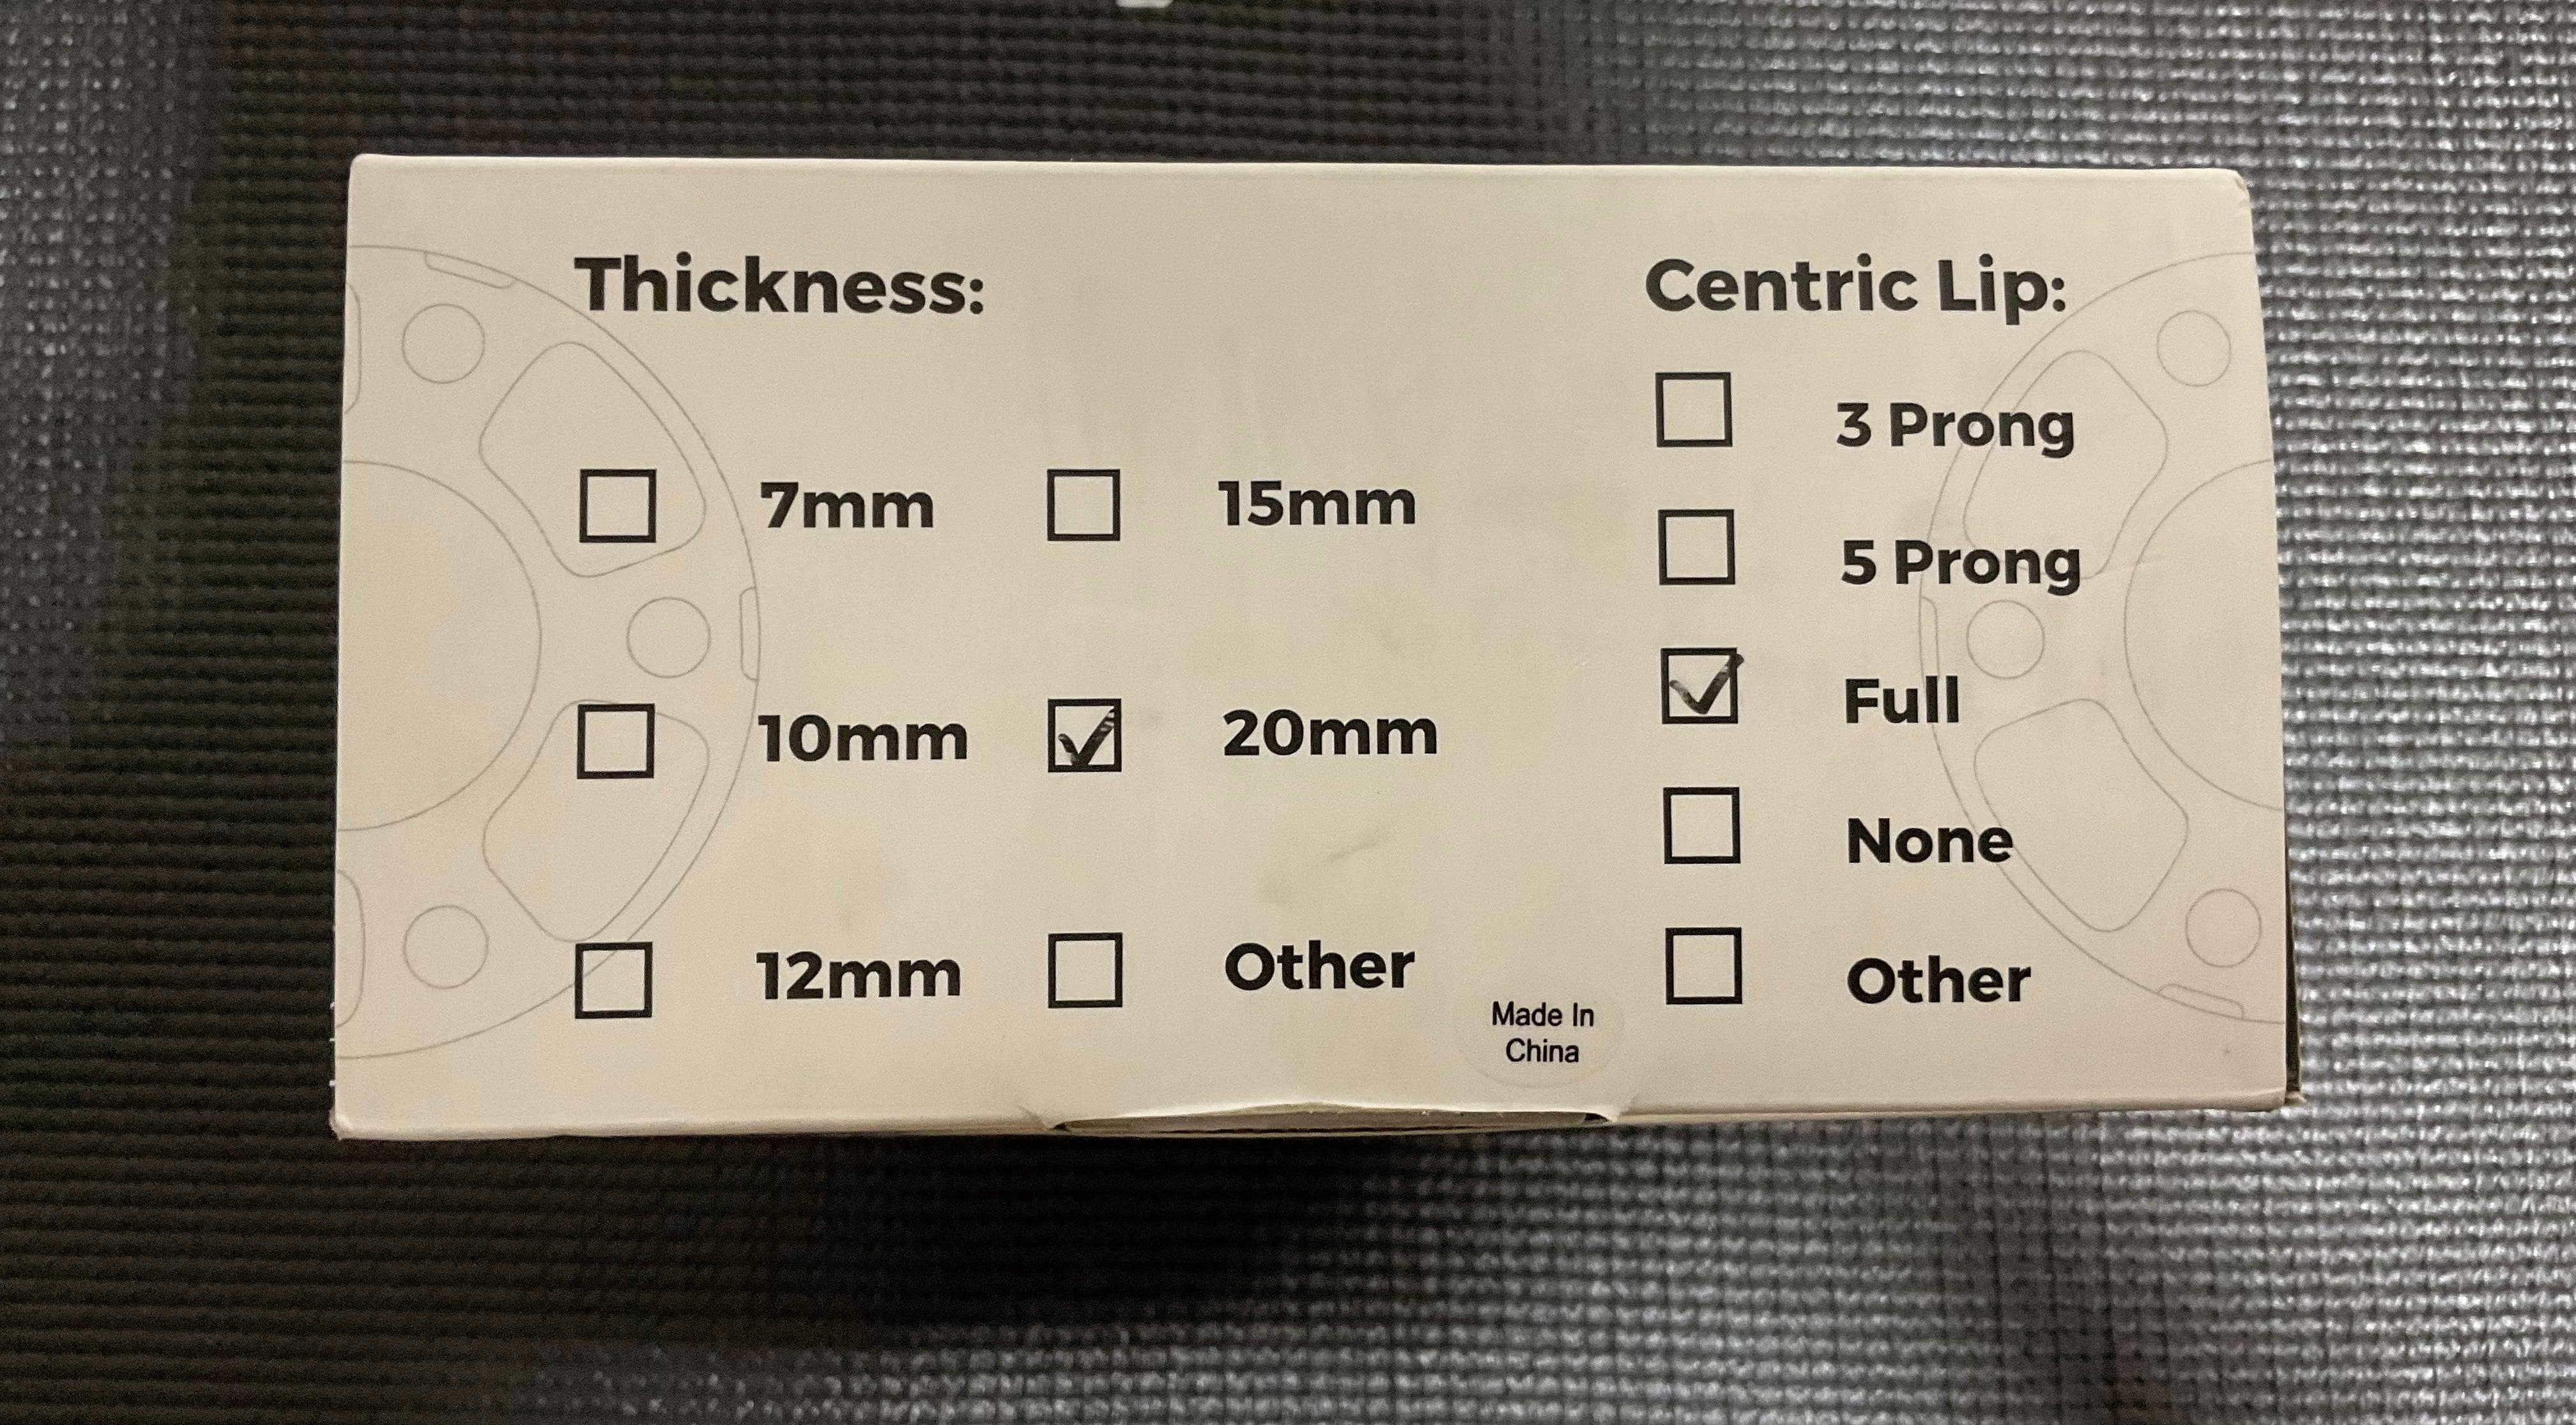 Thickness:
7mm
15mm
10mm
20mm
12mm
Other
Centric Lip:
3 Prong
5 Prong
Full
None
Other
Made In
China